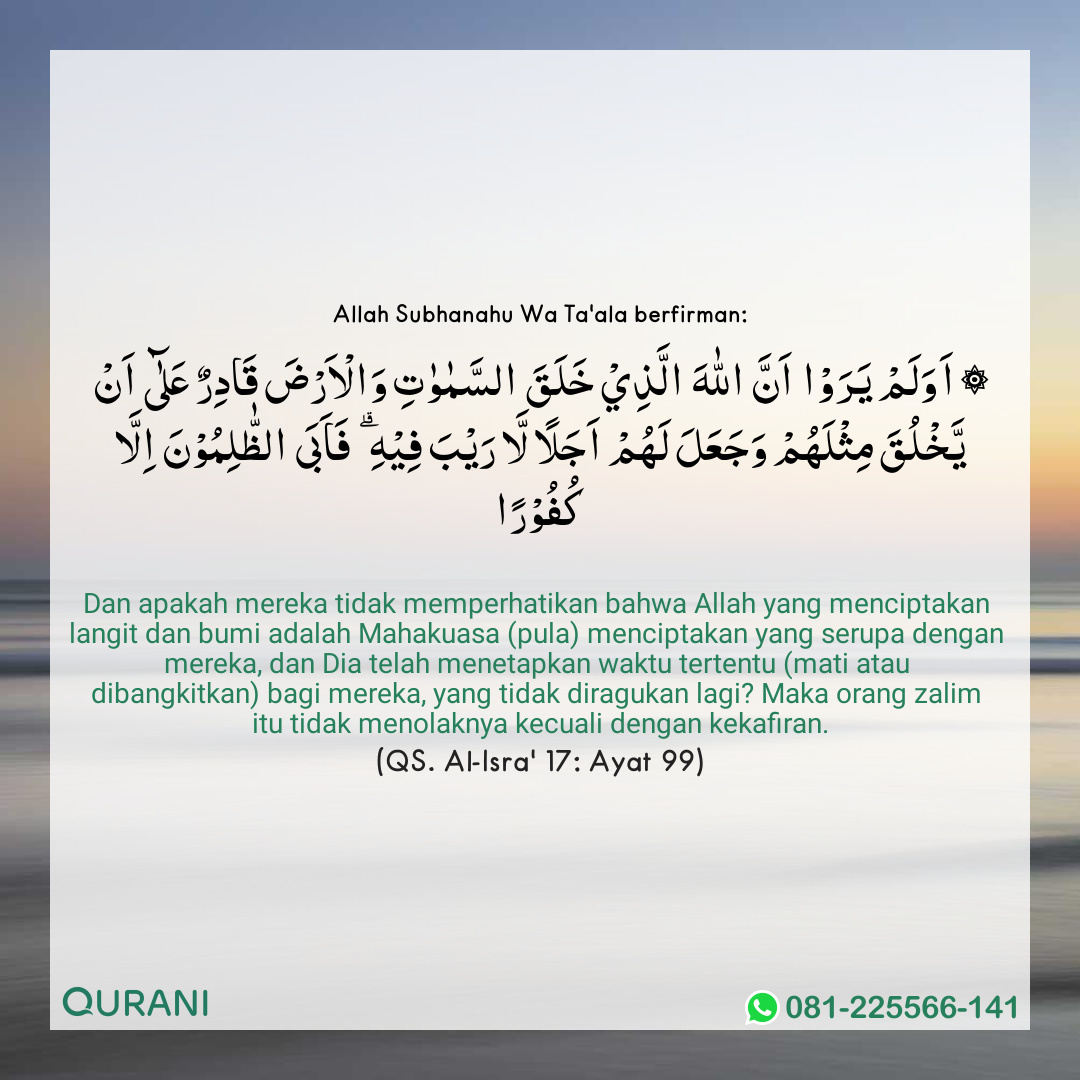 Allah Subhanahu Wa Ta'ala berfirman:
۞ اَوَلَمْ يَرَوْا اَنَّ اللّٰهَ الَّذِيْ خَلَقَ السَّمٰوٰتِ وَالْاَرْضَ قَادِرٌ عَلٰٓى اَنْ
يَّخْلُقَ مِثْلَهُمْ وَجَعَلَ لَهُمْ اَجَلًا لَّا رَيْبَ فِيْهِۗ فَاَبَى الظّٰلِمُوْنَ اِلَّا
كُفُوْرًا
Dan apakah mereka tidak memperhatikan bahwa Allah yang menciptakan
langit dan bumi adalah Mahakuasa (pula) menciptakan yang serupa dengan
mereka, dan Dia telah menetapkan waktu tertentu (mati atau
dibangkitkan) bagi mereka, yang tidak diragukan lagi? Maka orang zalim
itu tidak menolaknya kecuali dengan kekafiran.
(QS. Al-Isra' 17: Ayat 99)
QURANI
081-225566-141